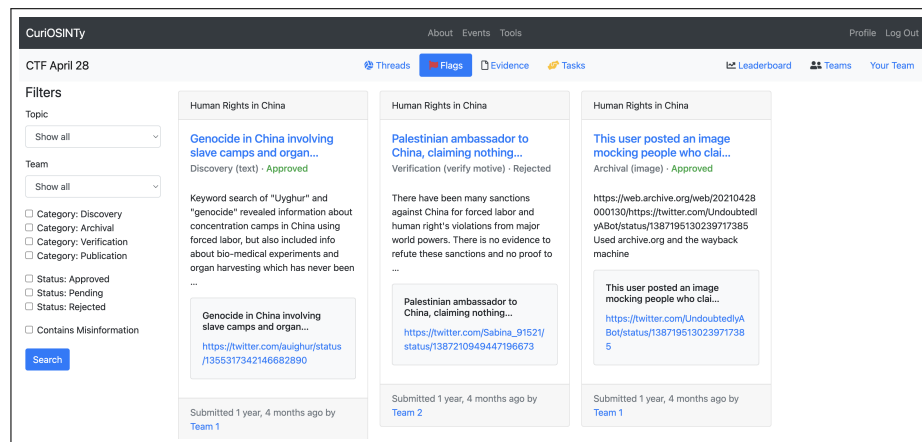 CuriOSINTy
About Events Tools
Profile Log Out
CTF April 28
Threads
Flags
Evidence
Tasks
Leaderboard
Teams
Your Team
Filters
Topic
Show all
Team
Show all
Category: Discovery
Category: Archival
Category: Verification
Category: Publication
Status: Approved
Status: Pending
Status: Rejected
Contains Misinformation
Search
Human Rights in China
Genocide in China involving
slave camps and organ...
Discovery (text) · Approved
Keyword search of "Uyghur" and
"genocide" revealed information about
concentration camps in China using
forced labor, but also included info
about bio-medical experiments and
organ harvesting which has never been
...
Genocide in China involving
slave camps and organ...
https://twitter.com/auighur/status
/1355317342146682890
Submitted 1 year, 4 months ago by
Team 1
Human Rights in China
Palestinian ambassador to
China, claiming nothing...
Verification (verify motive) · Rejected
There have been many sanctions
against China for forced labor and
human right's violations from major
world powers. There is no evidence to
refute these sanctions and no proof to
...
Palestinian ambassador to
China, claiming nothing...
https://twitter.com/Sabina_91521/
status/1387210949447196673
Submitted 1 year, 4 months ago by
Team 2
Human Rights in China
This user posted an image
mocking people who clai...
Archival (image) · Approved
https://web.archive.org/web/20210428
000130/https://twitter.com/Undoubtedl
yABot/status/1387195130239717385
Used archive.org and the wayback
machine
This user posted an image
mocking people who clai...
https://twitter.com/UndoubtedlyA
Bot/status/138719513023971738
5
Submitted 1 year, 4 months ago by
Team 1